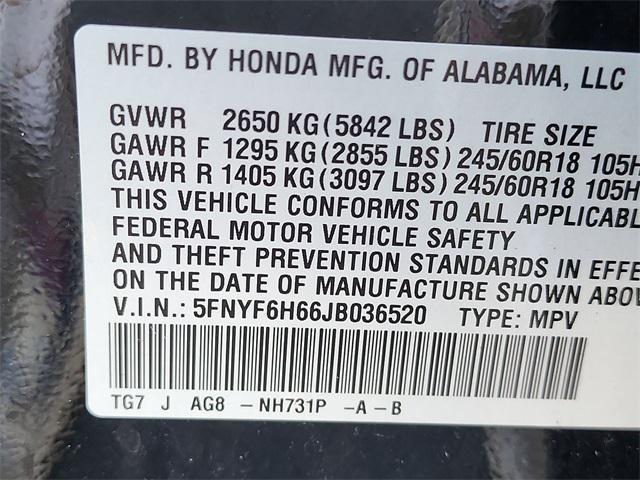 MFD. BY HONDA MFG. OF ALABAMA, LLC
GVWR 2650 KG(5842 LBS) TIRE SIZE
GAWR F 1295 KG(2855 LBS) 245/60R18 105H
GAWR R 1405 KG(3097 LBS) 245/60R18 105H
THIS VEHICLE CONFORMS TO ALL APPLICABL
FEDERAL MOTOR VEHICLE SAFETY
AND THEFT PREVENTION STANDARDS IN EFFE
ON THE DATE OF MANUFACTURE SHOWN ABOV
V.I.N.: 5FNYF6H66JB036520 TYPE: MPV
TG7 J AG8 - NH731P - A - B